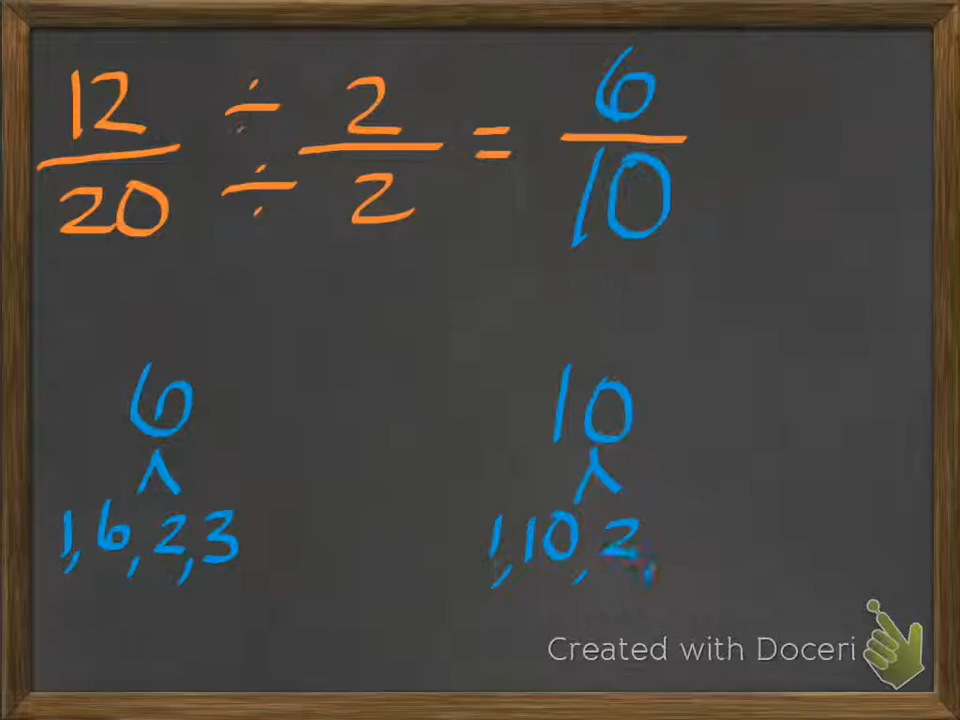 12/20 ÷/÷ 2/2 = 6/10
6 10
1, 6, 2, 3 1, 10, 2,
Created with Doceri